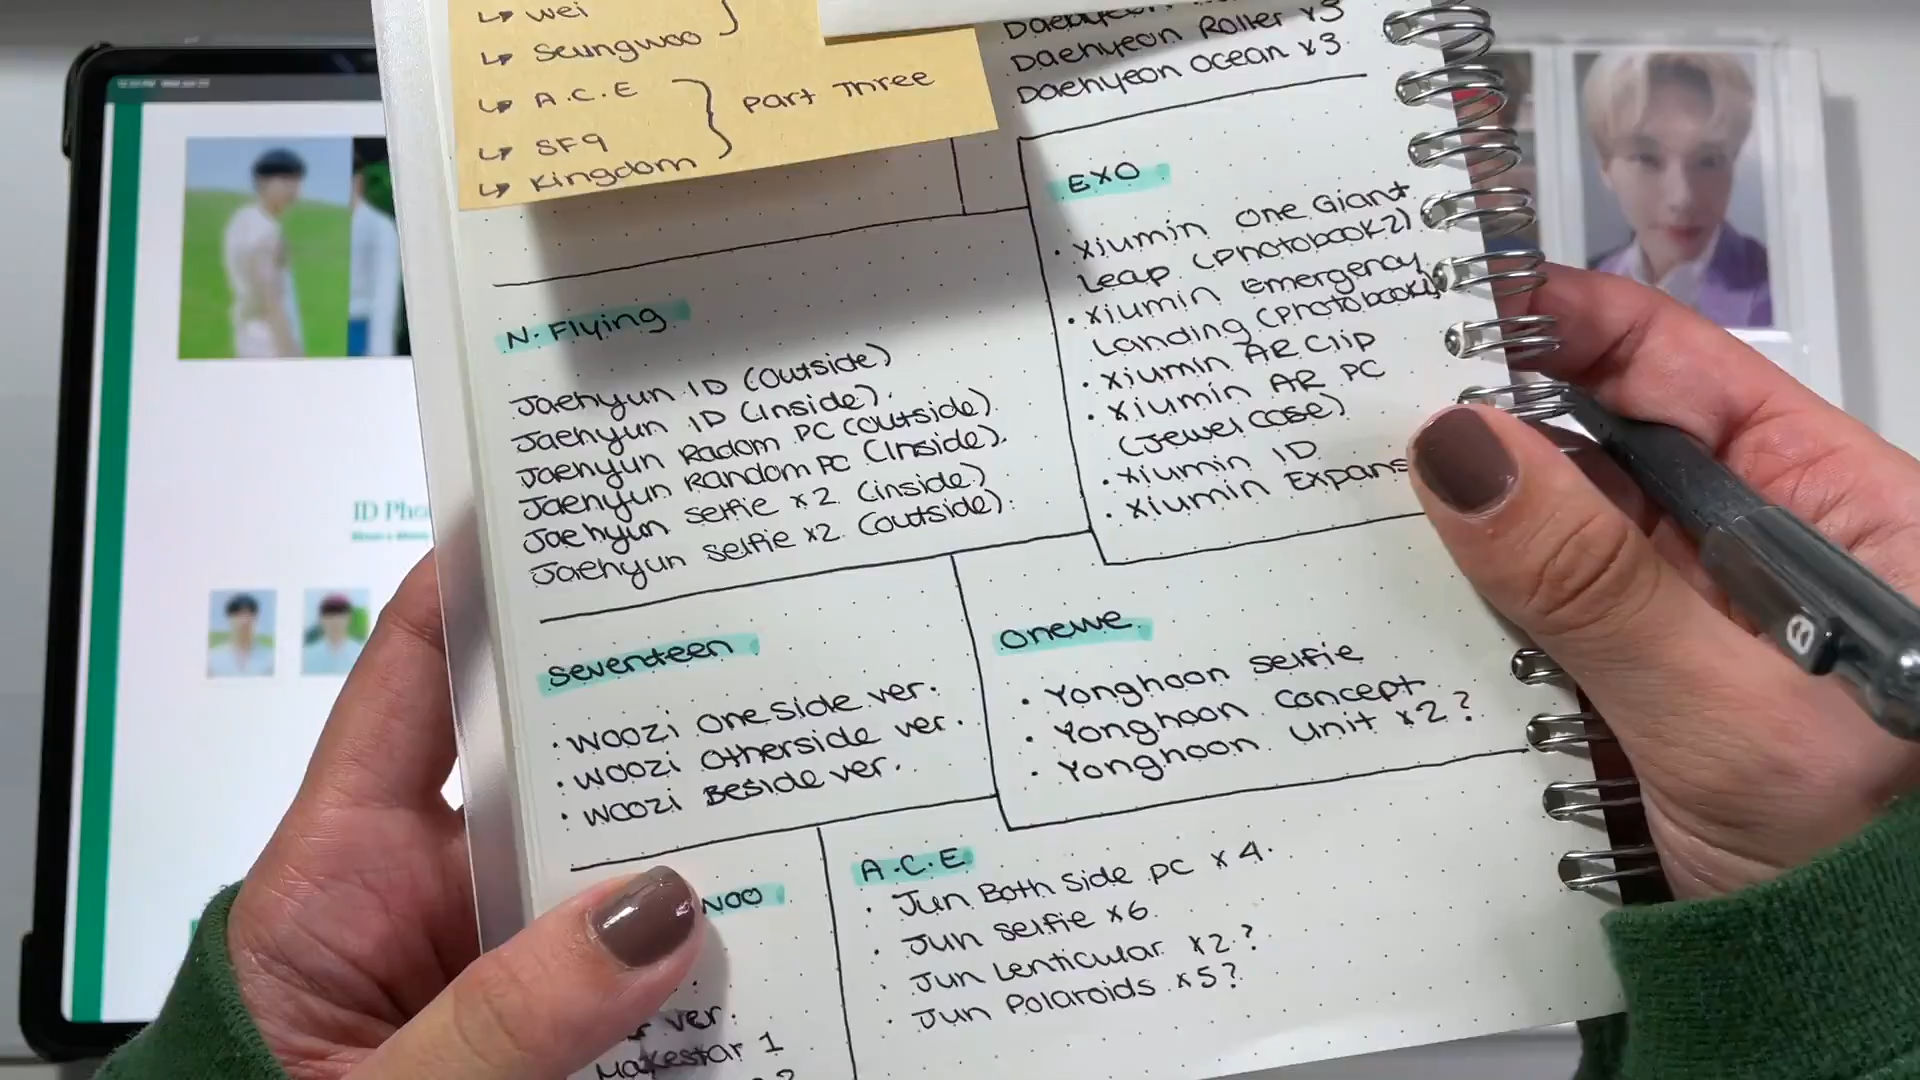 ↳ wei
↳ Seungwoo
↳ A.C.E
↳ SF9
↳ Kingdom
Part Three
Daehyeon Roller x3
Daehyeon Ocean x3
EXO
• Xiumin One Giant
Leap (photobook 2)
• Xiumin emergency
Landing (photobook
• Xiumin AR Clip
• Xiumin AR PC
(Jewel Case)
• Xiumin ID
• Xiumin Expans
N.Flying
Jaehyun ID (outside)
Jaehyun ID (inside).
Jaehyun Radom PC (outside)
Jaehyun Random PC (Inside).
Jaehyun Selfie x2 (inside)
Jaehyun Selfie x2 (outside).
Seventeen
• Woozi One Side ver.
• Woozi Otherside ver.
• Woozi Beside ver.
Onewe
• Yonghoon Selfie
• Yonghoon Concept
• Yonghoon Unit x2?
WOO
ver.
Makestar 1
A.C.E
• Jun Both Side pc x 4.
• Jun Selfie x6
• Jun Lenticular x2.?
• Jun Polaroids x5?
ID Pho